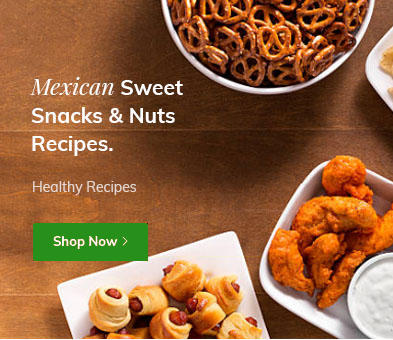 Mexican Sweet
Snacks & Nuts
Recipes.
Healthy Recipes
Shop Now >